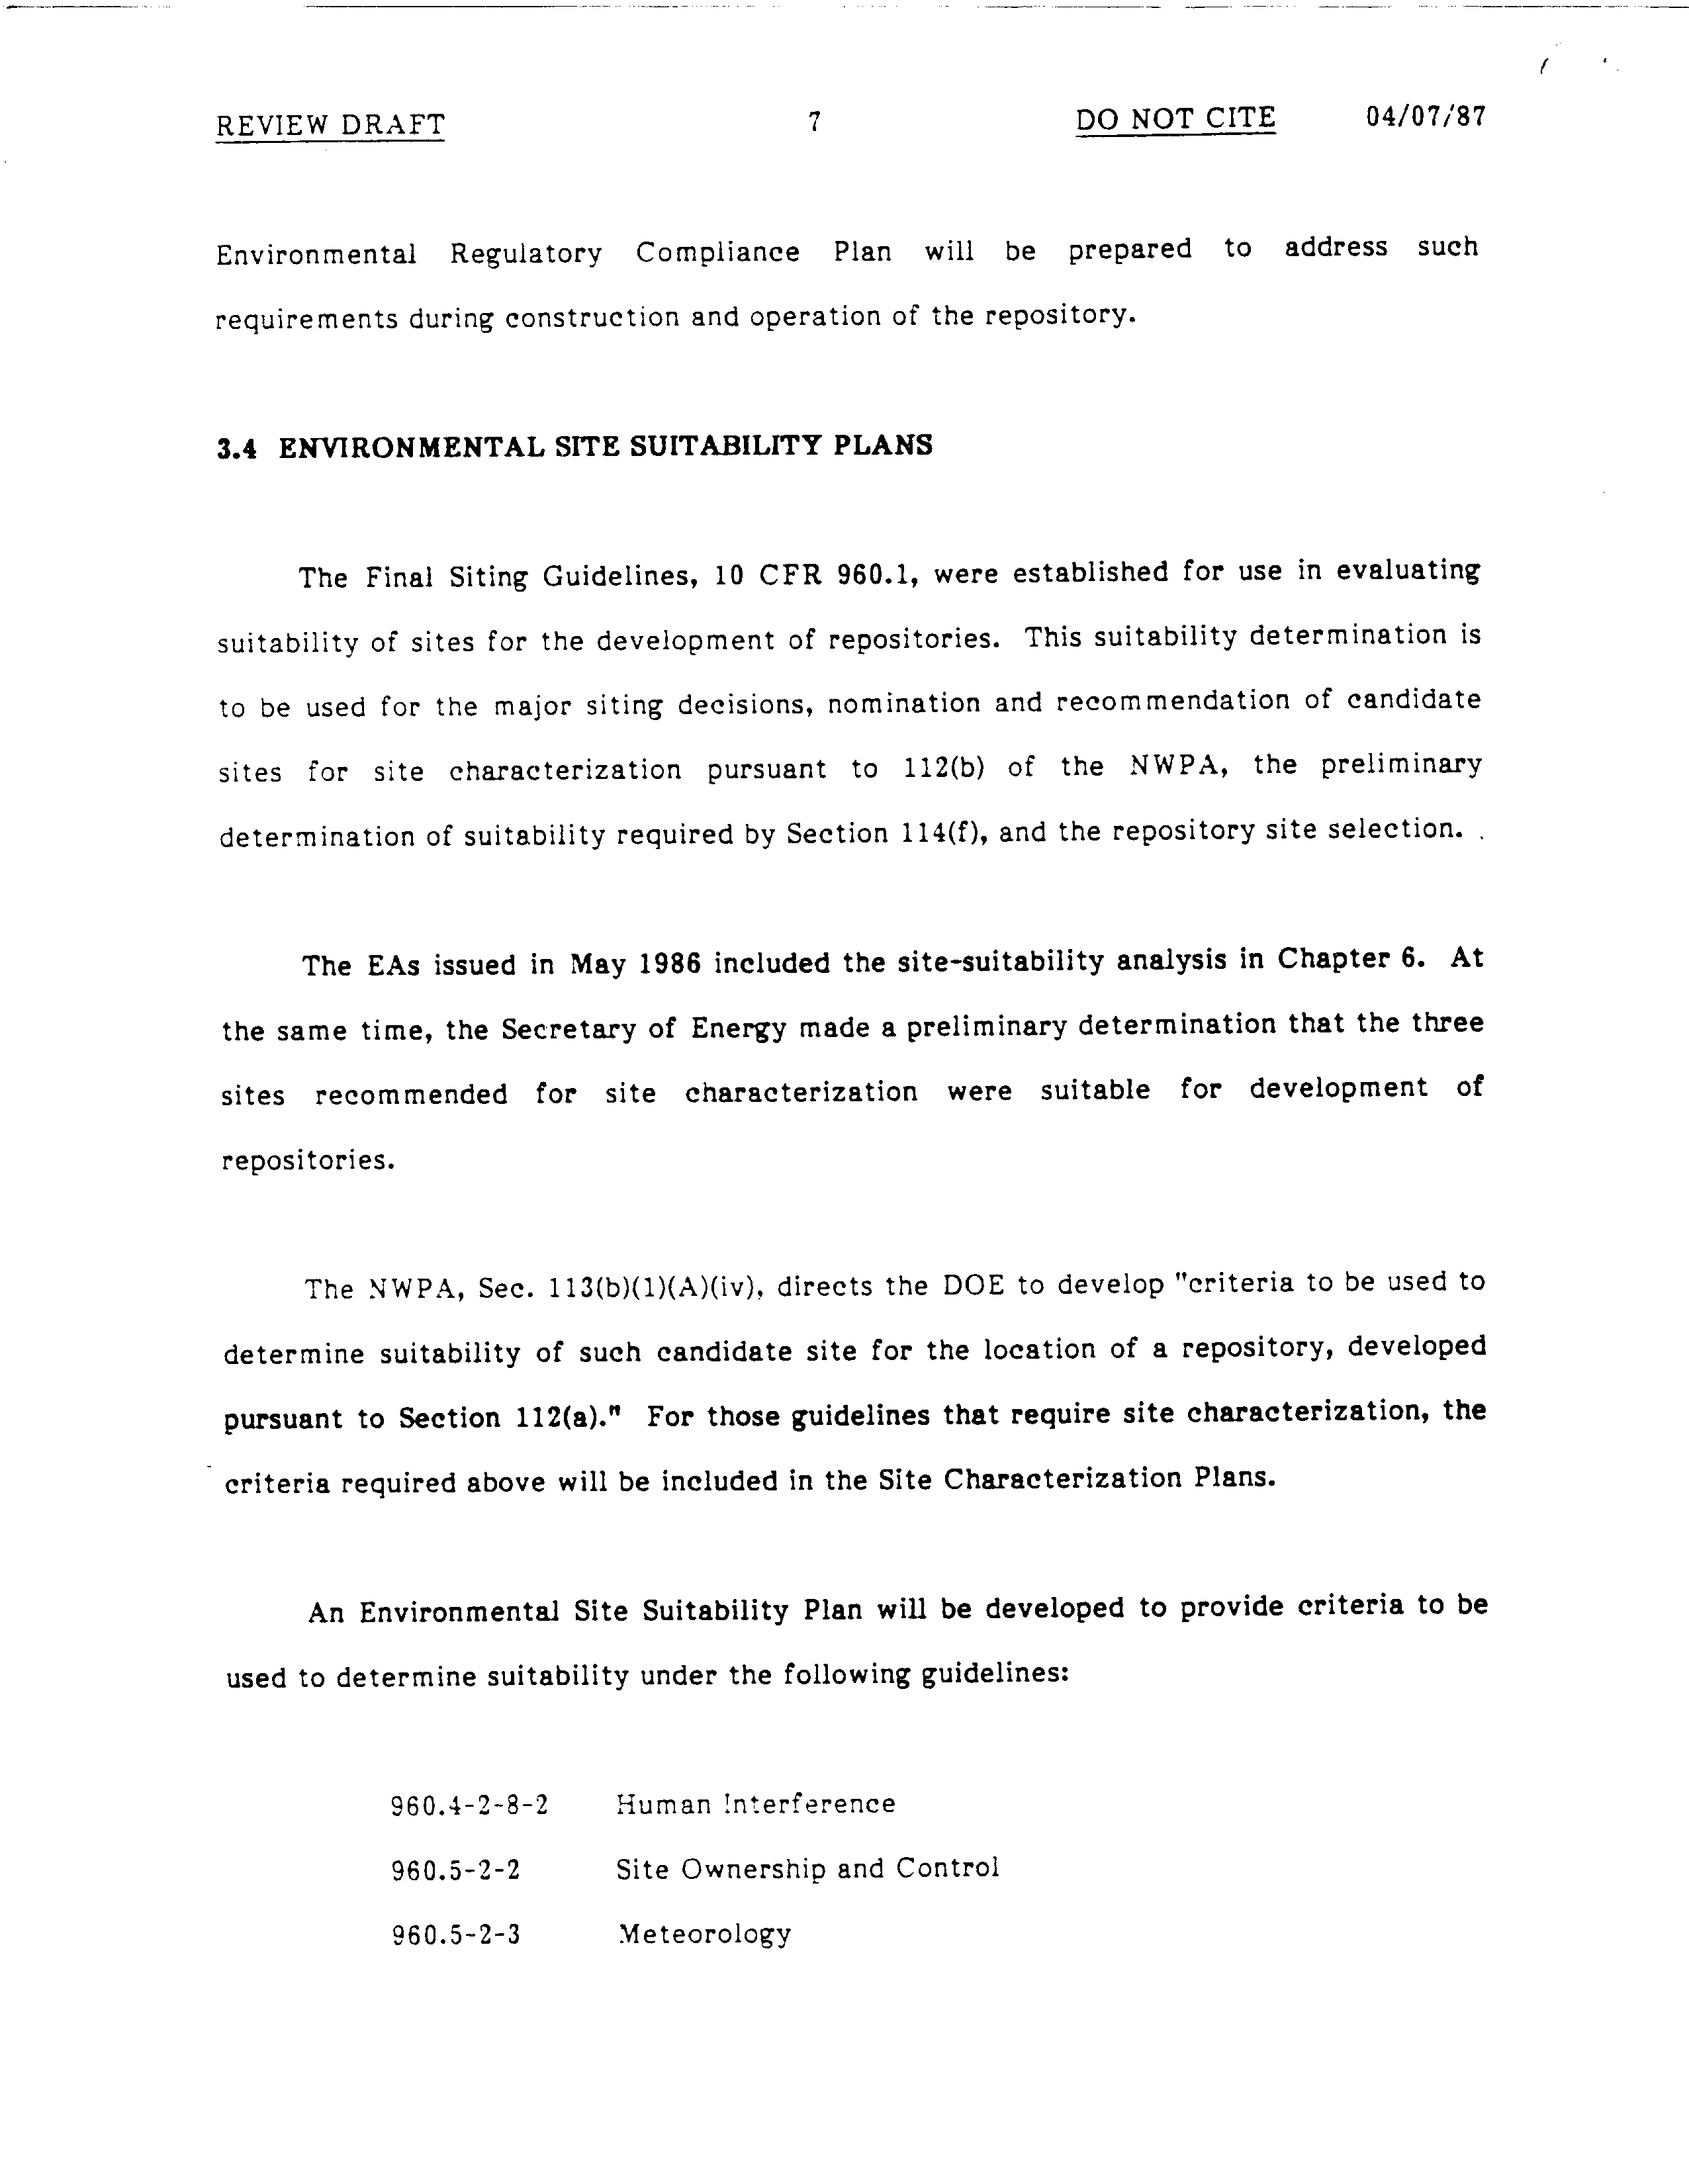 REVIEW DRAFT 7 DO NOT CITE 04/07/87
Environmental Regulatory Compliance Plan will be prepared to address such
requirements during construction and operation of the repository.
3.4 ENVIRONMENTAL SITE SUITABILITY PLANS
The Final Siting Guidelines, 10 CFR 960.1, were established for use in evaluating
suitability of sites for the development of repositories. This suitability determination is
to be used for the major siting decisions, nomination and recommendation of candidate
sites for site characterization pursuant to 112(b) of the NWPA, the preliminary
determination of suitability required by Section 114(f), and the repository site selection.
The EAs issued in May 1986 included the site-suitability analysis in Chapter 6. At
the same time, the Secretary of Energy made a preliminary determination that the three
sites recommended for site characterization were suitable for development of
repositories.
The NWPA, Sec. 113(b)(1)(A)(iv), directs the DOE to develop "criteria to be used to
determine suitability of such candidate site for the location of a repository, developed
pursuant to Section 112(a)." For those guidelines that require site characterization, the
criteria required above will be included in the Site Characterization Plans.
An Environmental Site Suitability Plan will be developed to provide criteria to be
used to determine suitability under the following guidelines:
960.4-2-8-2 Human Interference
960.5-2-2 Site Ownership and Control
960.5-2-3 Meteorology